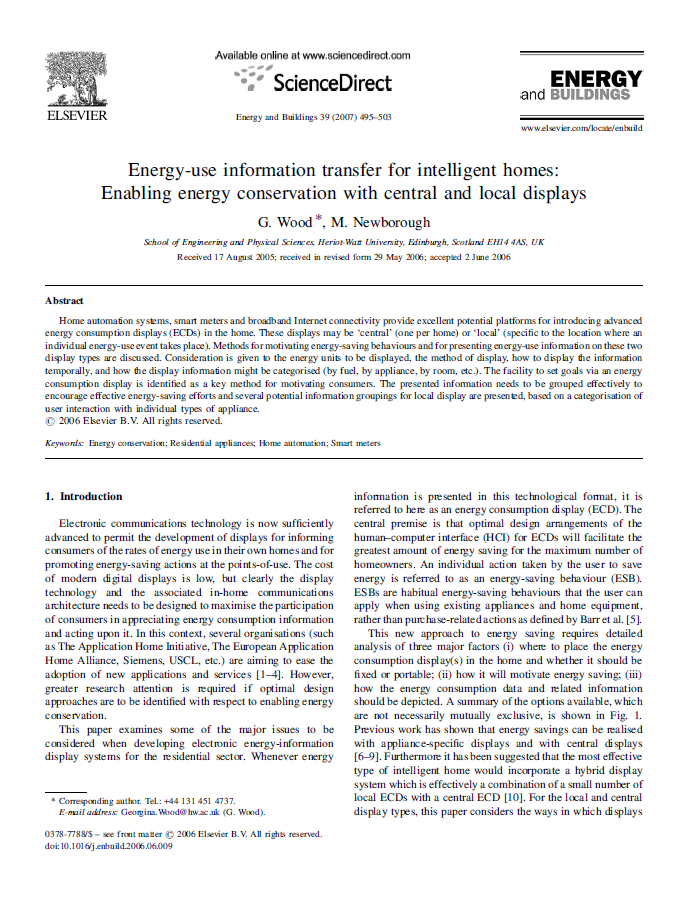 Available online at www.sciencedirect.com
ScienceDirect
ELSEVIER
Energy and Buildings 39 (2007) 495–503
ENERGY
and BUILDINGS
www.elsevier.com/locate/enbuild
Energy-use information transfer for intelligent homes:
Enabling energy conservation with central and local displays
G. Wood *, M. Newborough
School of Engineering and Physical Sciences, Heriot-Watt University, Edinburgh, Scotland EH14 4AS, UK
Received 17 August 2005; received in revised form 29 May 2006; accepted 2 June 2006
Abstract
Home automation systems, smart meters and broadband Internet connectivity provide excellent potential platforms for introducing advanced
energy consumption displays (ECDs) in the home. These displays may be ‘central’ (one per home) or ‘local’ (specific to the location where an
individual energy-use event takes place). Methods for motivating energy-saving behaviours and for presenting energy-use information on these two
display types are discussed. Consideration is given to the energy units to be displayed, the method of display, how to display the information
temporally, and how the display information might be categorised (by fuel, by appliance, by room, etc.). The facility to set goals via an energy
consumption display is identified as a key method for motivating consumers. The presented information needs to be grouped effectively to
encourage effective energy-saving efforts and several potential information groupings for local display are presented, based on a categorisation of
user interaction with individual types of appliance.
© 2006 Elsevier B.V. All rights reserved.
Keywords: Energy conservation; Residential appliances; Home automation; Smart meters
1. Introduction
Electronic communications technology is now sufficiently
advanced to permit the development of displays for informing
consumers of the rates of energy use in their own homes and for
promoting energy-saving actions at the points-of-use. The cost
of modern digital displays is low, but clearly the display
technology and the associated in-home communications
architecture needs to be designed to maximise the participation
of consumers in appreciating energy consumption information
and acting upon it. In this context, several organisations (such
as The Application Home Initiative, The European Application
Home Alliance, Siemens, USCL, etc.) are aiming to ease the
adoption of new applications and services [1–4]. However,
greater research attention is required if optimal design
approaches are to be identified with respect to enabling energy
conservation.
This paper examines some of the major issues to be
considered when developing electronic energy-information
display systems for the residential sector. Whenever energy
information is presented in this technological format, it is
referred to here as an energy consumption display (ECD). The
central premise is that optimal design arrangements of the
human–computer interface (HCI) for ECDs will facilitate the
greatest amount of energy saving for the maximum number of
homeowners. An individual action taken by the user to save
energy is referred to as an energy-saving behaviour (ESB).
ESBs are habitual energy-saving behaviours that the user can
apply when using existing appliances and home equipment,
rather than purchase-related actions as defined by Barr et al. [5].
This new approach to energy saving requires detailed
analysis of three major factors (i) where to place the energy
consumption display(s) in the home and whether it should be
fixed or portable; (ii) how it will motivate energy saving; (iii)
how the energy consumption data and related information
should be depicted. A summary of the options available, which
are not necessarily mutually exclusive, is shown in Fig. 1.
Previous work has shown that energy savings can be realised
with appliance-specific displays and with central displays
[6–9]. Furthermore it has been suggested that the most effective
type of intelligent home would incorporate a hybrid display
system which is effectively a combination of a small number of
local ECDs with a central ECD [10]. For the local and central
display types, this paper considers the ways in which displays
* Corresponding author. Tel.: +44 131 451 4737.
E-mail address: Georgina.Wood@hw.ac.uk (G. Wood).
0378-7788/$ – see front matter © 2006 Elsevier B.V. All rights reserved.
doi:10.1016/j.enbuild.2006.06.009